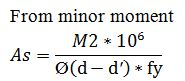 From minor moment
As = M2 * 10⁶ / Ø(d − d′) * fy